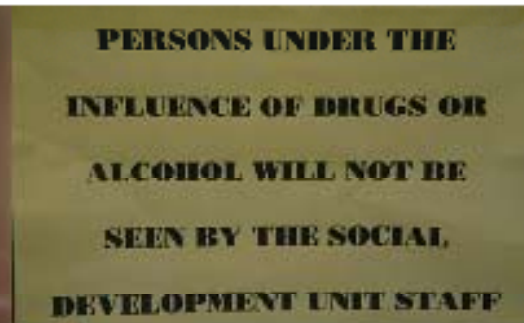 PERSONS UNDER THE
INFLUENCE OF DRUGS OR
ALCOHOL WILL NOT BE
SEEN BY THE SOCIAL
DEVELOPMENT UNIT STAFF